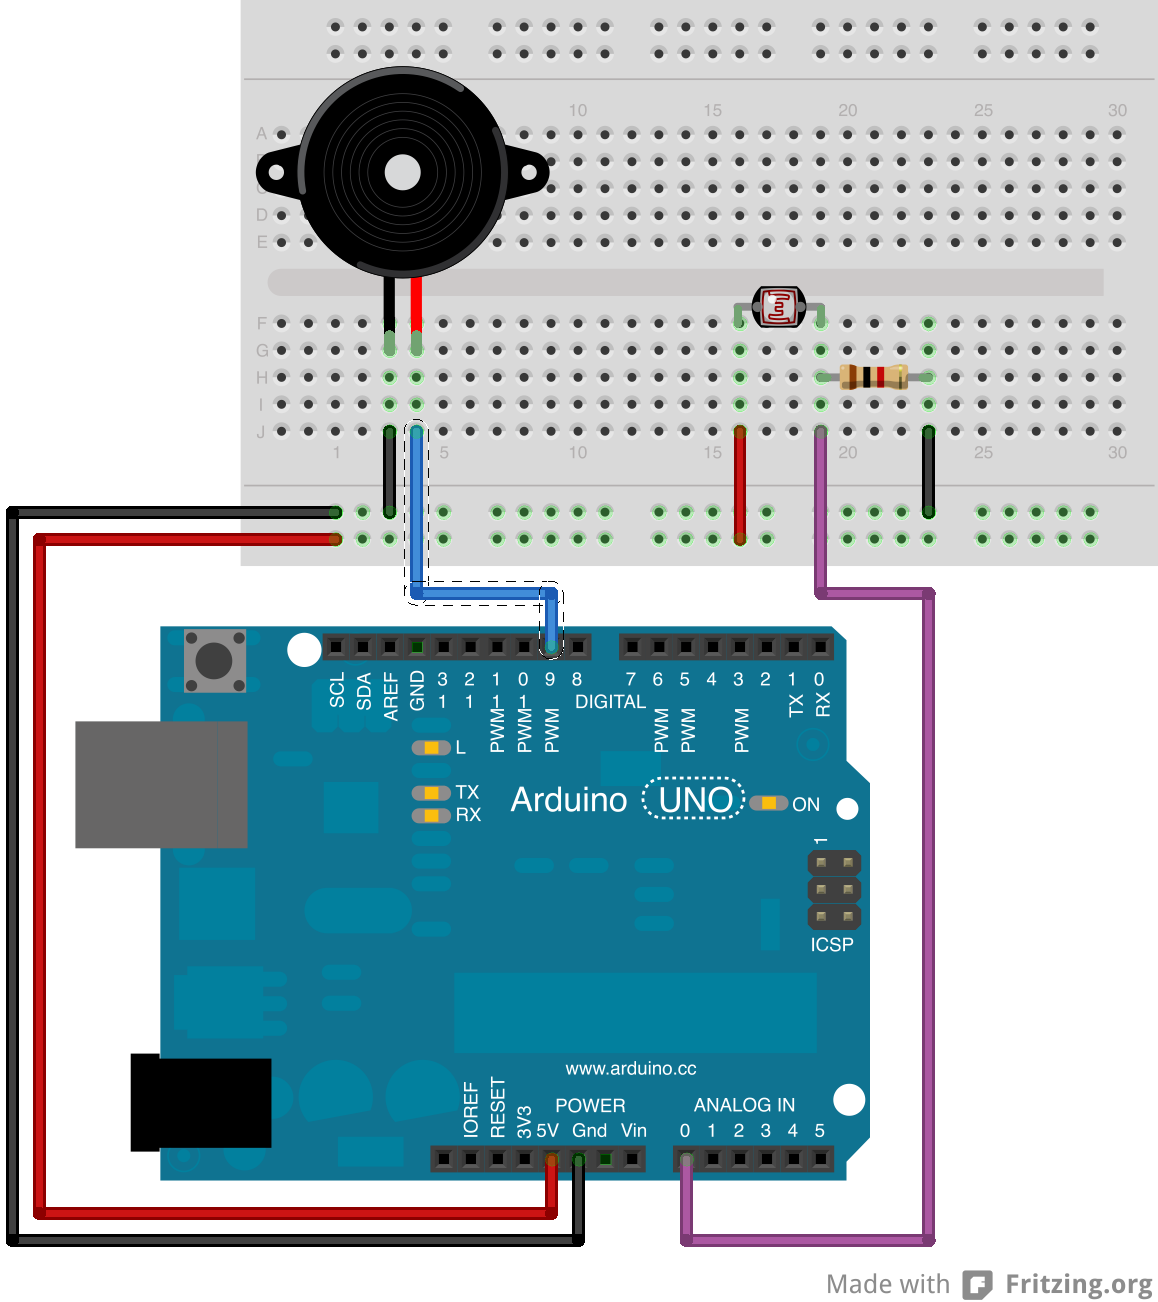 10 15 20 25 30
A
C
D
E
F
G
H
I
J
1 5 10 15 20 25 30
SCL SDA AREF GND 13 12 PWM 11 PWM 10 PWM 9 8 7 PWM 6 PWM 5 4 PWM 3 2 TX 1 RX 0
DIGITAL
L
TX
RX
Arduino UNO
ON
1
ICSP
www.arduino.cc
POWER
ANALOG IN
IOREF RESET 3V3 5V Gnd Vin 0 1 2 3 4 5
Made with Fritzing.org